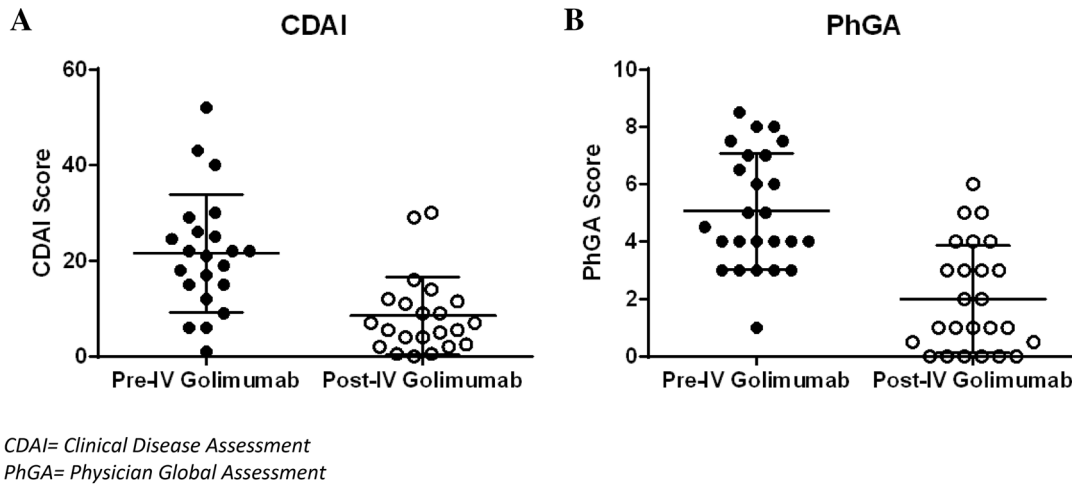 A
CDAI
60
40
20
0
CDAI Score
Pre-IV Golimumab
Post-IV Golimumab
B
PhGA
10
8
6
4
2
0
PhGA Score
Pre-IV Golimumab
Post-IV Golimumab
CDAI= Clinical Disease Assessment
PhGA= Physician Global Assessment